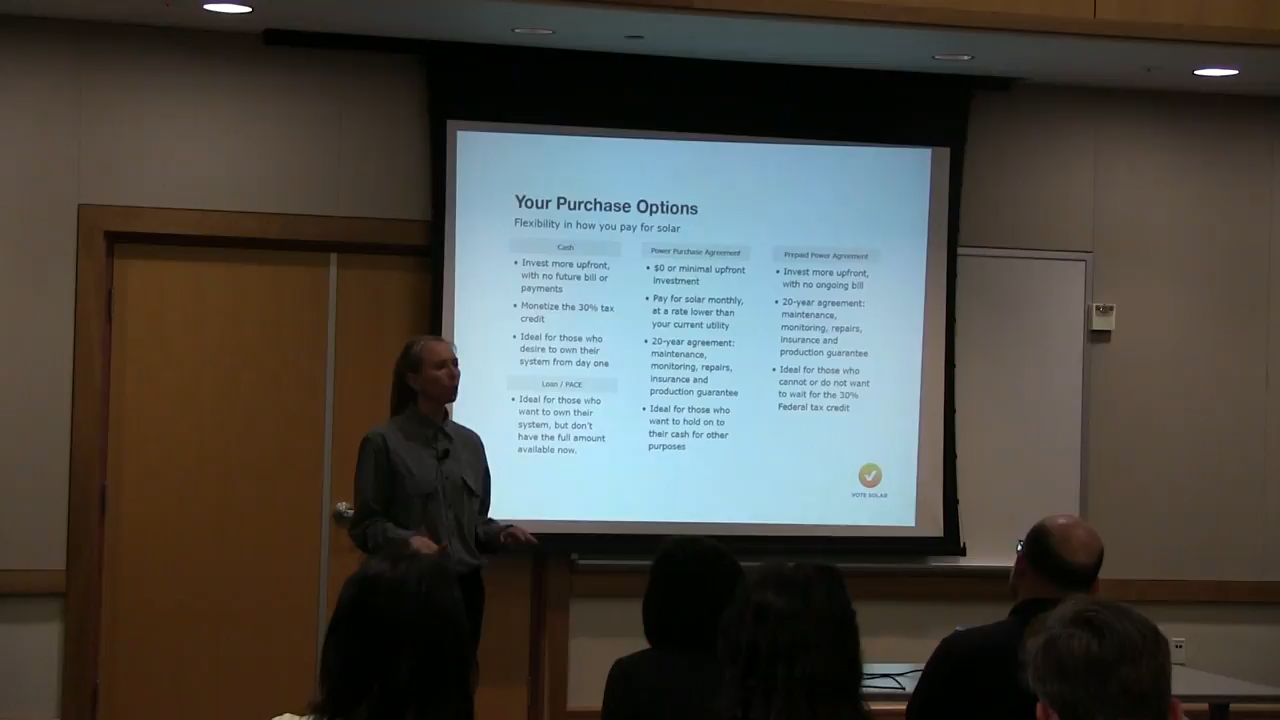 Your Purchase Options
Flexibility in how you pay for solar
Cash
• Invest more upfront,
with no future bill or
payments
• Monetize the 30% tax
credit
• Ideal for those who
desire to own their
system from day one
Loan / PACE
• Ideal for those who
want to own their
system, but don't
have the full amount
available now.
Power Purchase Agreement
• $0 or minimal upfront
investment
• Pay for solar monthly,
at a rate lower than
your current utility
• 20-year agreement:
maintenance,
monitoring, repairs,
insurance and
production guarantee
• Ideal for those who
want to hold on to
their cash for other
purposes
Prepaid Power Agreement
• Invest more upfront,
with no ongoing bill
• 20-year agreement:
maintenance,
monitoring, repairs,
insurance and
production guarantee
• Ideal for those who
cannot or do not want
to wait for the 30%
Federal tax credit
VOTE SOLAR